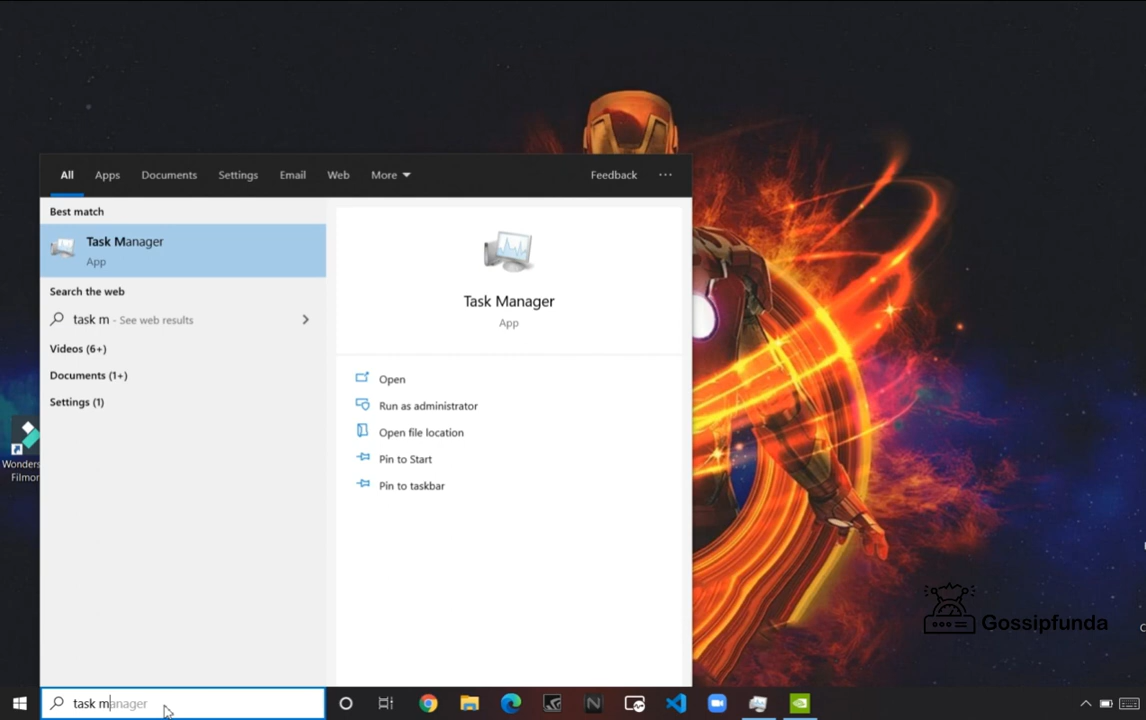 All Apps Documents Settings Email Web More Feedback ...
Best match
Task Manager
App
Search the web
task m - See web results
Videos (6+)
Documents (1+)
Settings (1)
Task Manager
App
Open
Run as administrator
Open file location
Pin to Start
Pin to taskbar
Wonders
Filmor
Gossipfunda
task manager